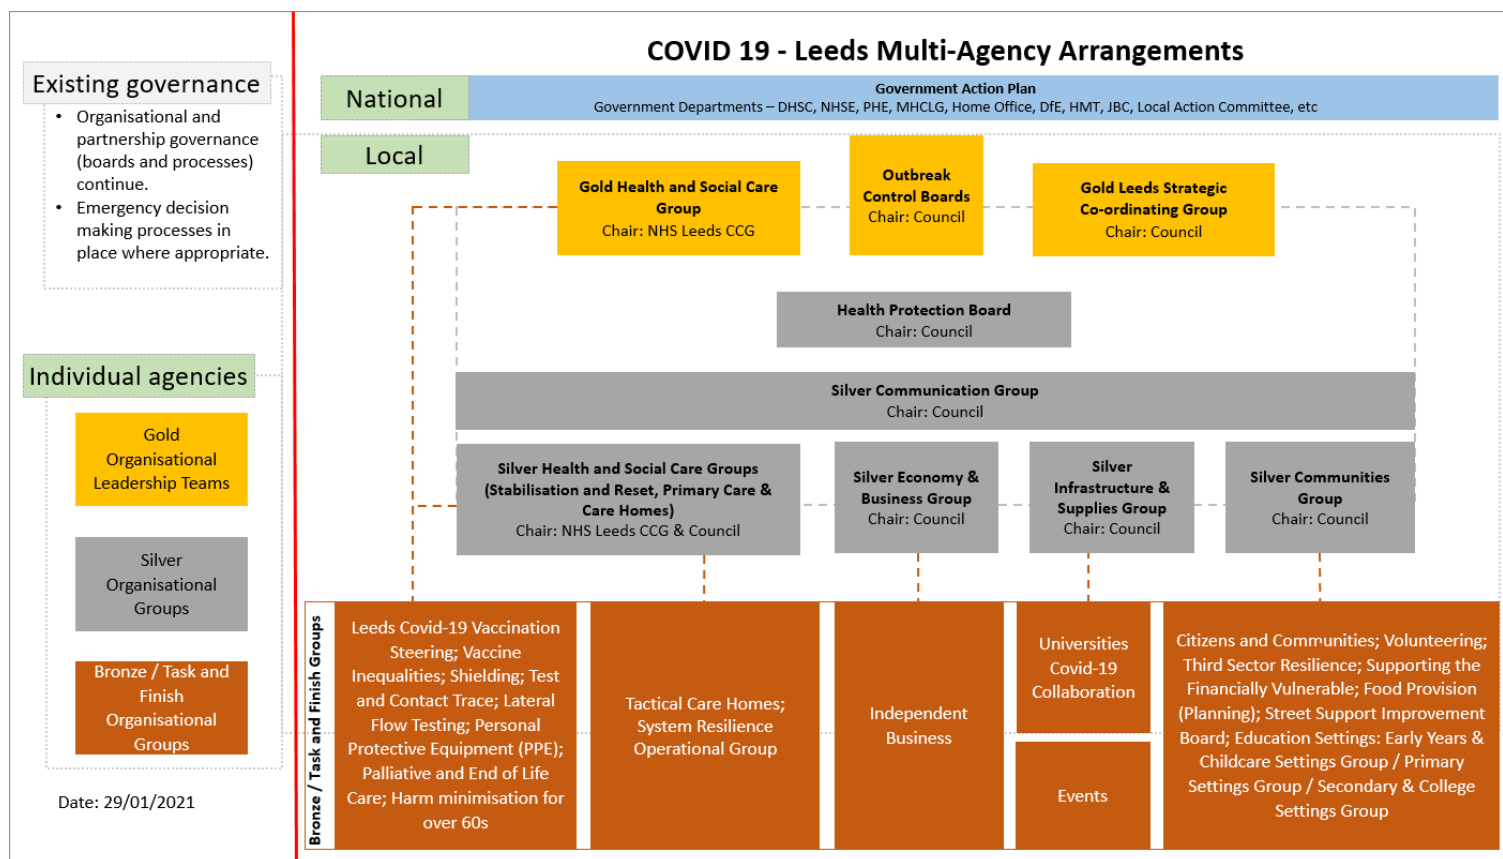 COVID 19 - Leeds Multi-Agency Arrangements
Existing governance
• Organisational and
partnership governance
(boards and processes)
continue.
• Emergency decision
making processes in
place where appropriate.
Individual agencies
Gold
Organisational
Leadership Teams
Silver
Organisational
Groups
Bronze / Task and
Finish
Organisational
Groups
Date: 29/01/2021
National
Government Action Plan
Government Departments – DHSC, NHSE, PHE, MHCLG, Home Office, DfE, HMT, JBC, Local Action Committee, etc
Local
Gold Health and Social Care
Group
Chair: NHS Leeds CCG
Outbreak
Control Boards
Chair: Council
Gold Leeds Strategic
Co-ordinating Group
Chair: Council
Health Protection Board
Chair: Council
Silver Communication Group
Chair: Council
Silver Health and Social Care Groups
(Stabilisation and Reset, Primary Care &
Care Homes)
Chair: NHS Leeds CCG & Council
Silver Economy &
Business Group
Chair: Council
Silver
Infrastructure &
Supplies Group
Chair: Council
Silver Communities
Group
Chair: Council
Bronze / Task and Finish Groups
Leeds Covid-19 Vaccination
Steering; Vaccine
Inequalities; Shielding; Test
and Contact Trace; Lateral
Flow Testing; Personal
Protective Equipment (PPE);
Palliative and End of Life
Care; Harm minimisation for
over 60s
Tactical Care Homes;
System Resilience
Operational Group
Independent
Business
Universities
Covid-19
Collaboration
Events
Citizens and Communities; Volunteering;
Third Sector Resilience; Supporting the
Financially Vulnerable; Food Provision
(Planning); Street Support Improvement
Board; Education Settings: Early Years &
Childcare Settings Group / Primary
Settings Group / Secondary & College
Settings Group